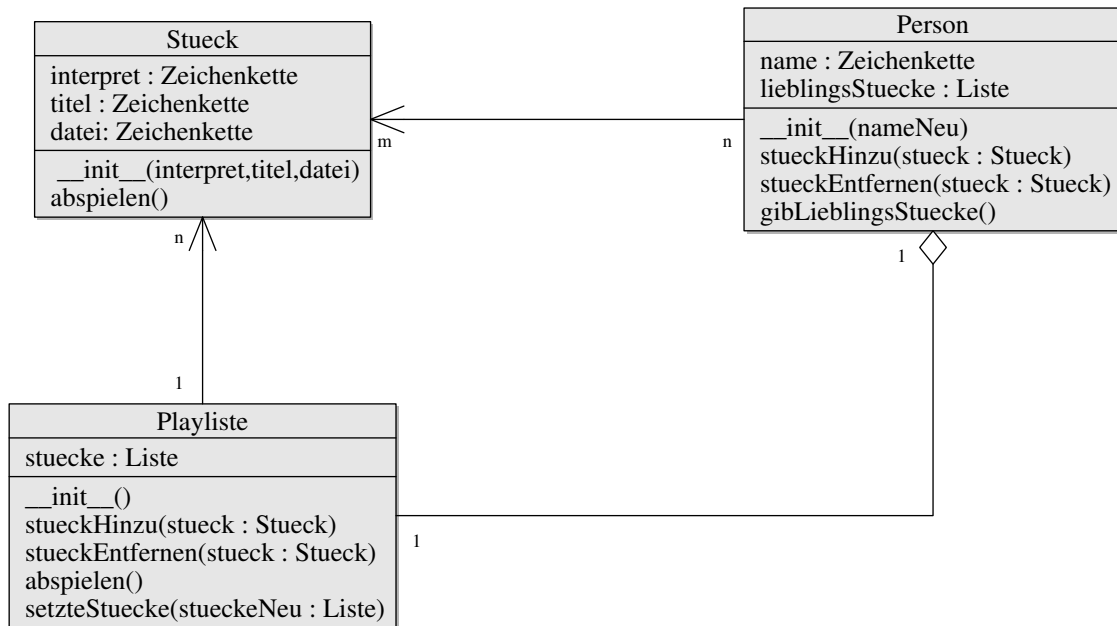 Stueck
interpret : Zeichenkette
titel : Zeichenkette
datei: Zeichenkette
__init__(interpret,titel,datei)
abspielen()
Person
name : Zeichenkette
lieblingsStuecke : Liste
__init__(nameNeu)
stueckHinzu(stueck : Stueck)
stueckEntfernen(stueck : Stueck)
gibLieblingsStuecke()
m
n
n
1
1
1
Playliste
stuecke : Liste
__init__()
stueckHinzu(stueck : Stueck)
stueckEntfernen(stueck : Stueck)
abspielen()
setzteStuecke(stueckeNeu : Liste)